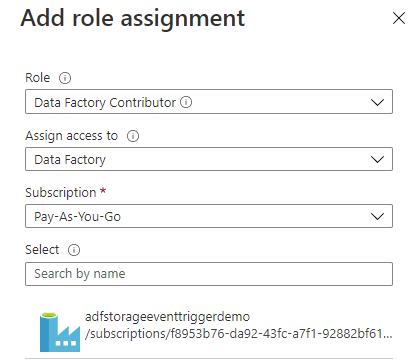 Add role assignment
Role
Data Factory Contributor
Assign access to
Data Factory
Subscription *
Pay-As-You-Go
Select
Search by name
adfstorageeventtriggerdemo
/subscriptions/f8953b76-da92-43fc-a7f1-92882bf61...